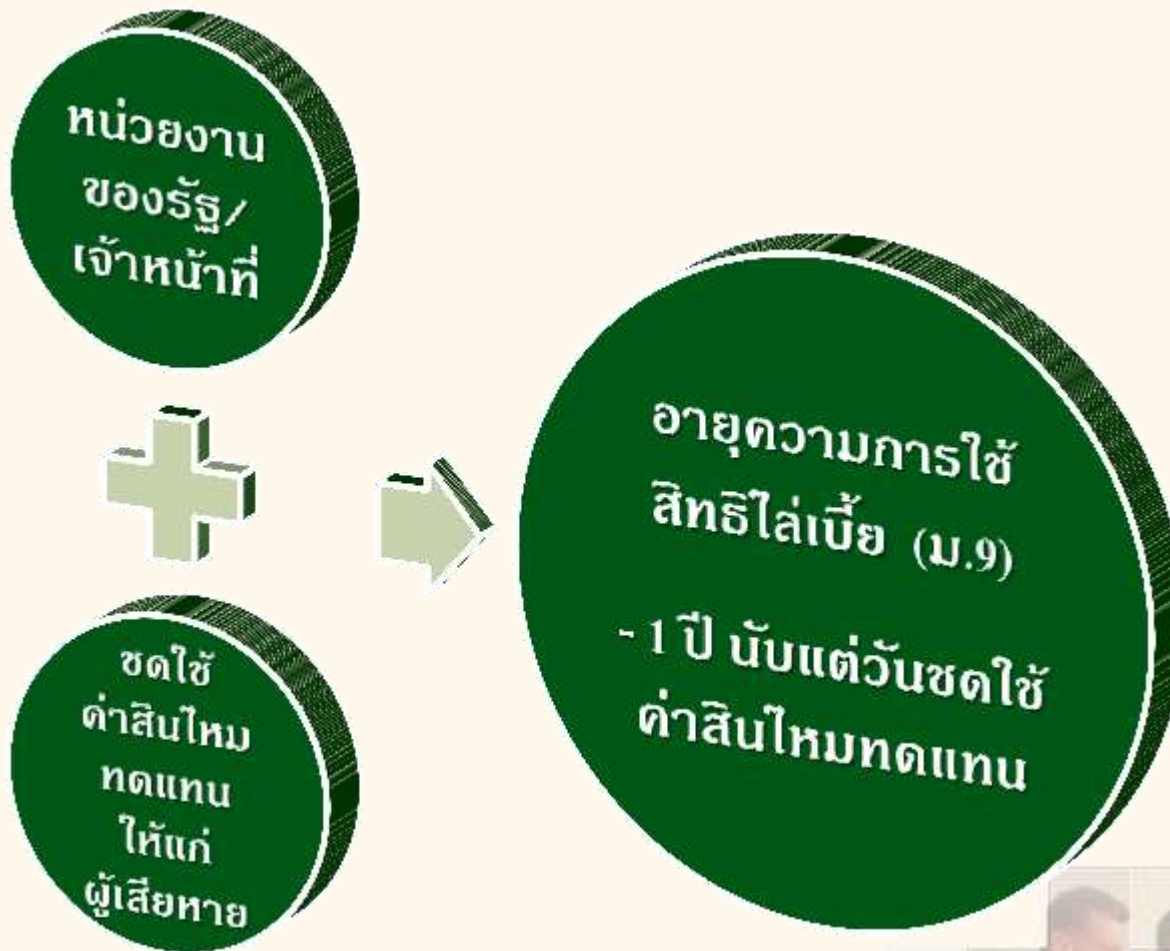 หน่วยงาน
ของรัฐ/
เจ้าหน้าที่
ชดใช้
ค่าสินไหม
ทดแทน
ให้แก่
ผู้เสียหาย
อายุความการใช้
สิทธิไล่เบี้ย (ม.9)
- 1 ปี นับแต่วันชดใช้
ค่าสินไหมทดแทน